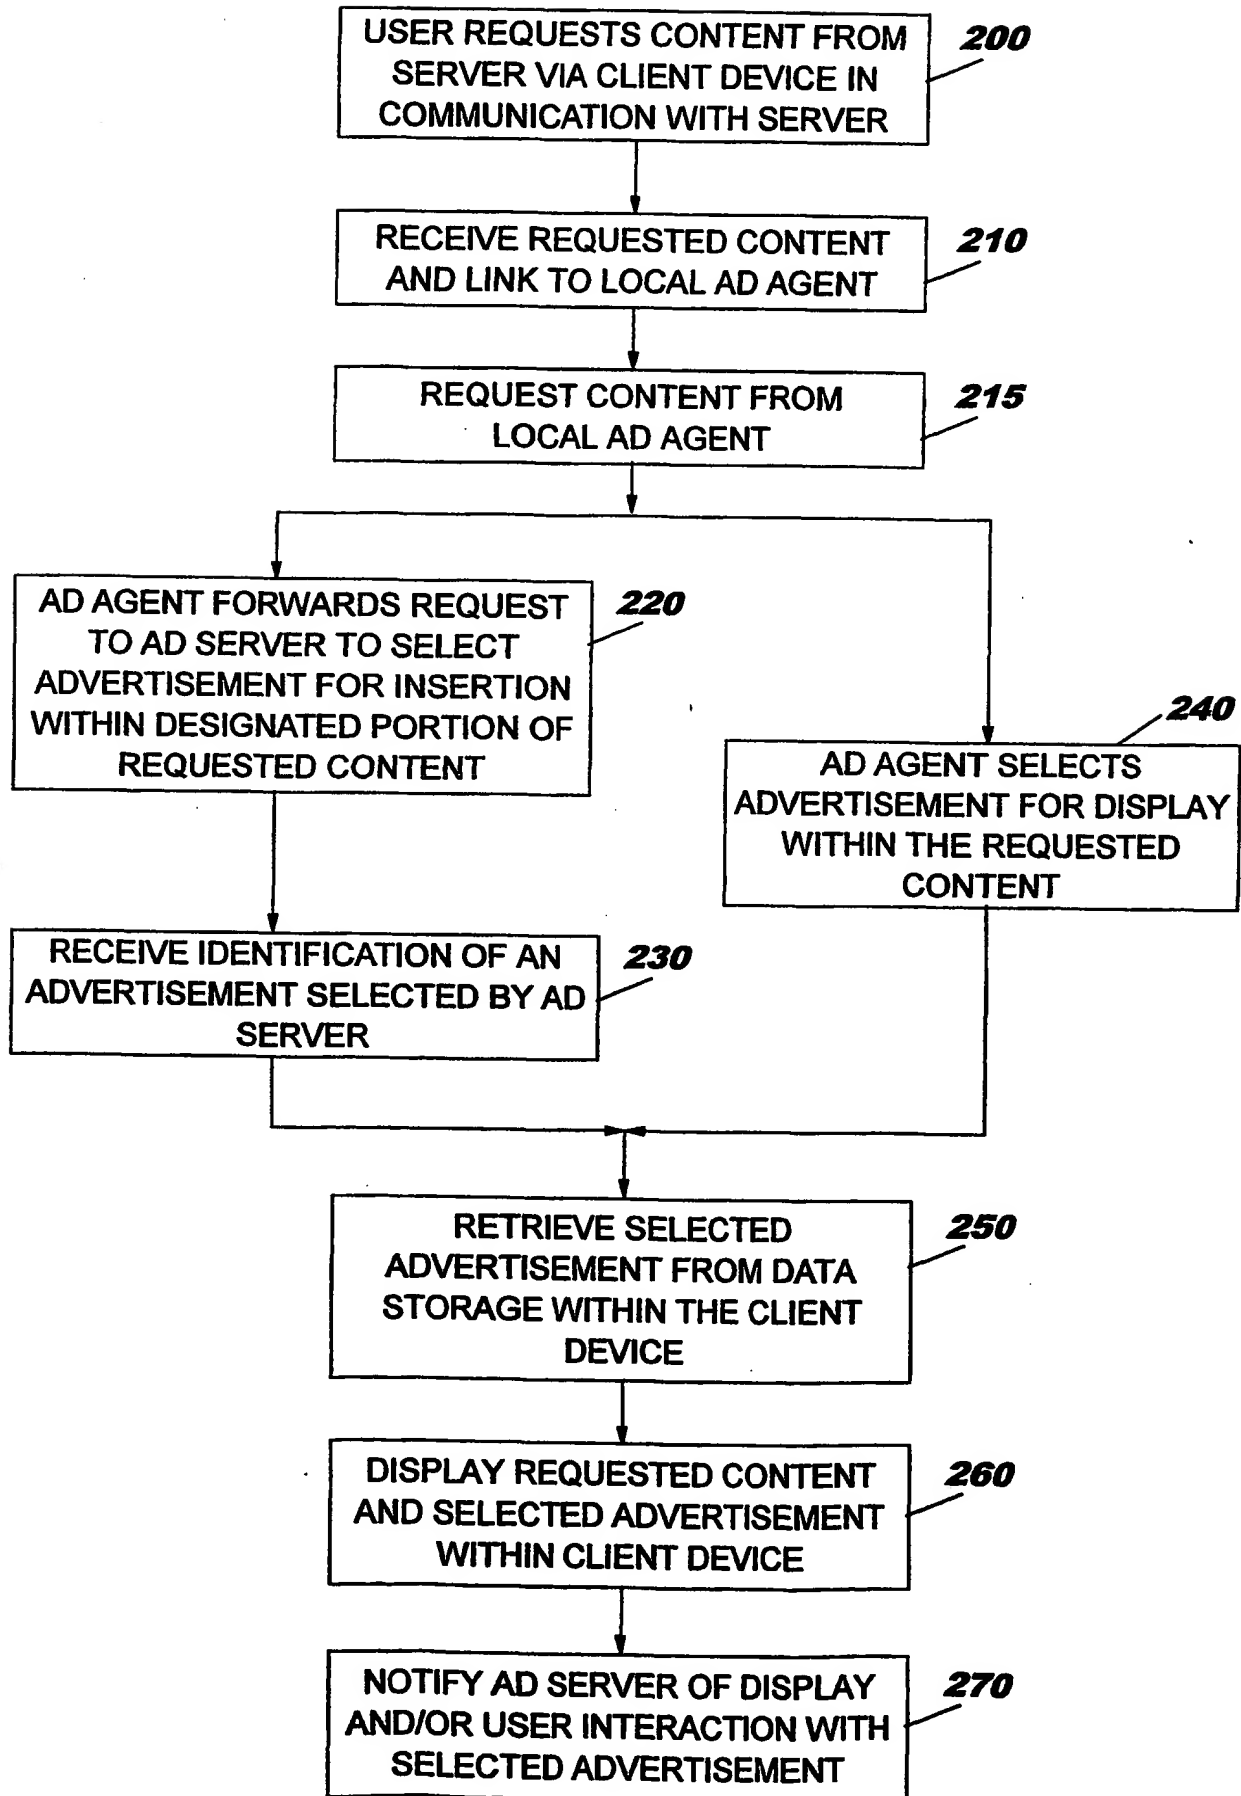 USER REQUESTS CONTENT FROM
SERVER VIA CLIENT DEVICE IN
COMMUNICATION WITH SERVER
200
RECEIVE REQUESTED CONTENT
AND LINK TO LOCAL AD AGENT
210
REQUEST CONTENT FROM
LOCAL AD AGENT
215
AD AGENT FORWARDS REQUEST
TO AD SERVER TO SELECT
ADVERTISEMENT FOR INSERTION
WITHIN DESIGNATED PORTION OF
REQUESTED CONTENT
220
240
AD AGENT SELECTS
ADVERTISEMENT FOR DISPLAY
WITHIN THE REQUESTED
CONTENT
RECEIVE IDENTIFICATION OF AN
ADVERTISEMENT SELECTED BY AD
SERVER
230
RETRIEVE SELECTED
ADVERTISEMENT FROM DATA
STORAGE WITHIN THE CLIENT
DEVICE
250
DISPLAY REQUESTED CONTENT
AND SELECTED ADVERTISEMENT
WITHIN CLIENT DEVICE
260
NOTIFY AD SERVER OF DISPLAY
AND/OR USER INTERACTION WITH
SELECTED ADVERTISEMENT
270